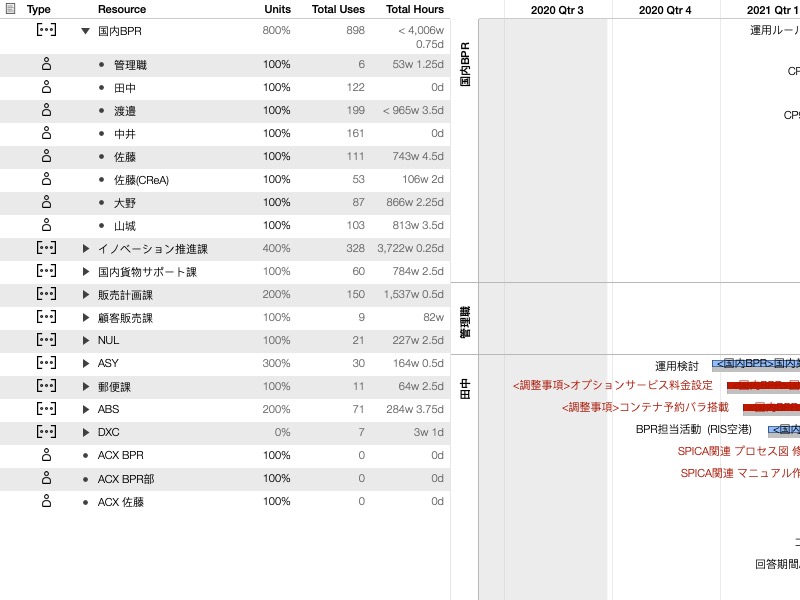 Type Resource Units Total Uses Total Hours 2020 Qtr 3 2020 Qtr 4 2021 Qtr 1
国内BPR 800% 898 < 4,006w
0.75d
管理職 100% 6 53w 1.25d
田中 100% 122 0d
渡邉 100% 199 < 965w 3.5d
中井 100% 161 0d
佐藤 100% 111 743w 4.5d
佐藤(CReA) 100% 53 106w 2d
大野 100% 87 866w 2.25d
山城 100% 103 813w 3.5d
イノベーション推進課 400% 328 3,722w 0.25d
国内貨物サポート課 100% 60 784w 2.5d
販売計画課 200% 150 1,537w 0.5d
顧客販売課 100% 9 82w
NUL 100% 21 227w 2.5d
ASY 300% 30 164w 0.5d
郵便課 100% 11 64w 2.5d
ABS 200% 71 284w 3.75d
DXC 0% 7 3w 1d
ACX BPR 100% 0 0d
ACX BPR部 100% 0 0d
ACX 佐藤 100% 0 0d
国内BPR
運用ルール
CP
管理職
田中
運用検討 <国内BPR>国内
<調整事項>オプションサービス料金設定
<調整事項>コンテナ予約バラ搭載
BPR担当活動 (RIS空港) <国内
SPICA関連 プロセス図
SPICA関連 マニュアル作
回答期間